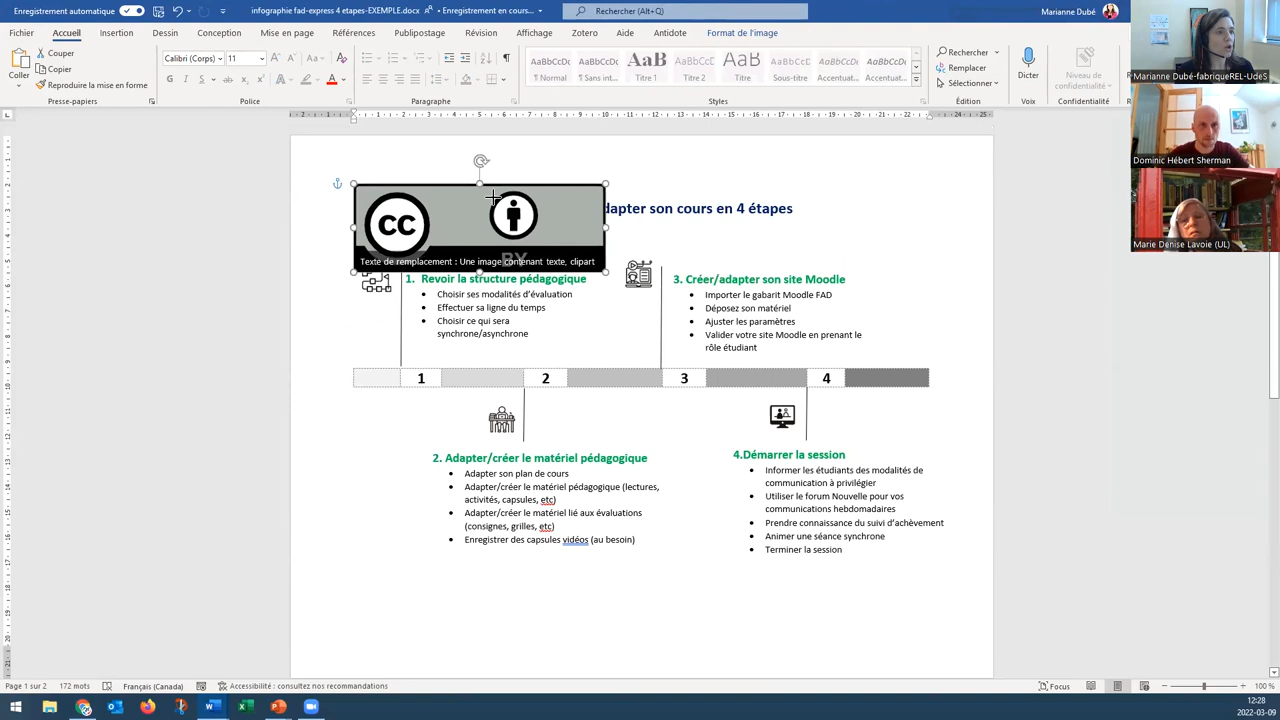 Enregistrement automatique
infographie fad-express 4 etapes-EXEMPLE.docx
Enregistrement en cours...
Rechercher (Alt+Q)
Marianne Dubé
Fichier Accueil Insertion Dessin Conception Mise en page Références Publipostage Révision Affichage Zotero Aide Antidote Format de l'image
Coller
Couper
Copier
Reproduire la mise en forme
Presse-papiers
Calibri (Corps) 11
Police
Paragraphe
AaBbCcDc AaBbCcDc AaBb AaBbCcD AaBb AaBbCcD AaBbCcDc AaBbCcDc
¶ Normal ¶ Sans int... Titre 1 ¶ Titre 2 Titre Sous-titre Accentuat... Accentuat...
Styles
Rechercher
Remplacer
Sélectionner
Édition
Dicter
Voix
Niveau de
confidentialité
Confidentialité
Marianne Dubé-fabriqueREL-UdeS
Dominic Hébert Sherman
Marie Denise Lavoie (UL)
CC
BY
Texte de remplacement : Une image contenant texte, clipart
dapter son cours en 4 étapes
1. Revoir la structure pédagogique
• Choisir ses modalités d'évaluation
• Effectuer sa ligne du temps
• Choisir ce qui sera
synchrone/asynchrone
3. Créer/adapter son site Moodle
• Importer le gabarit Moodle FAD
• Déposez son matériel
• Ajuster les paramètres
• Valider votre site Moodle en prenant le
rôle étudiant
1 2 3 4
2. Adapter/créer le matériel pédagogique
• Adapter son plan de cours
• Adapter/créer le matériel pédagogique (lectures,
activités, capsules, etc)
• Adapter/créer le matériel lié aux évaluations
(consignes, grilles, etc)
• Enregistrer des capsules vidéos (au besoin)
4.Démarrer la session
• Informer les étudiants des modalités de
communication à privilégier
• Utiliser le forum Nouvelle pour vos
communications hebdomadaires
• Prendre connaissance du suivi d'achèvement
• Animer une séance synchrone
• Terminer la session
Page 1 sur 2 172 mots Français (Canada) Accessibilité : consultez nos recommandations
Focus
100 %
12:28
2022-03-09